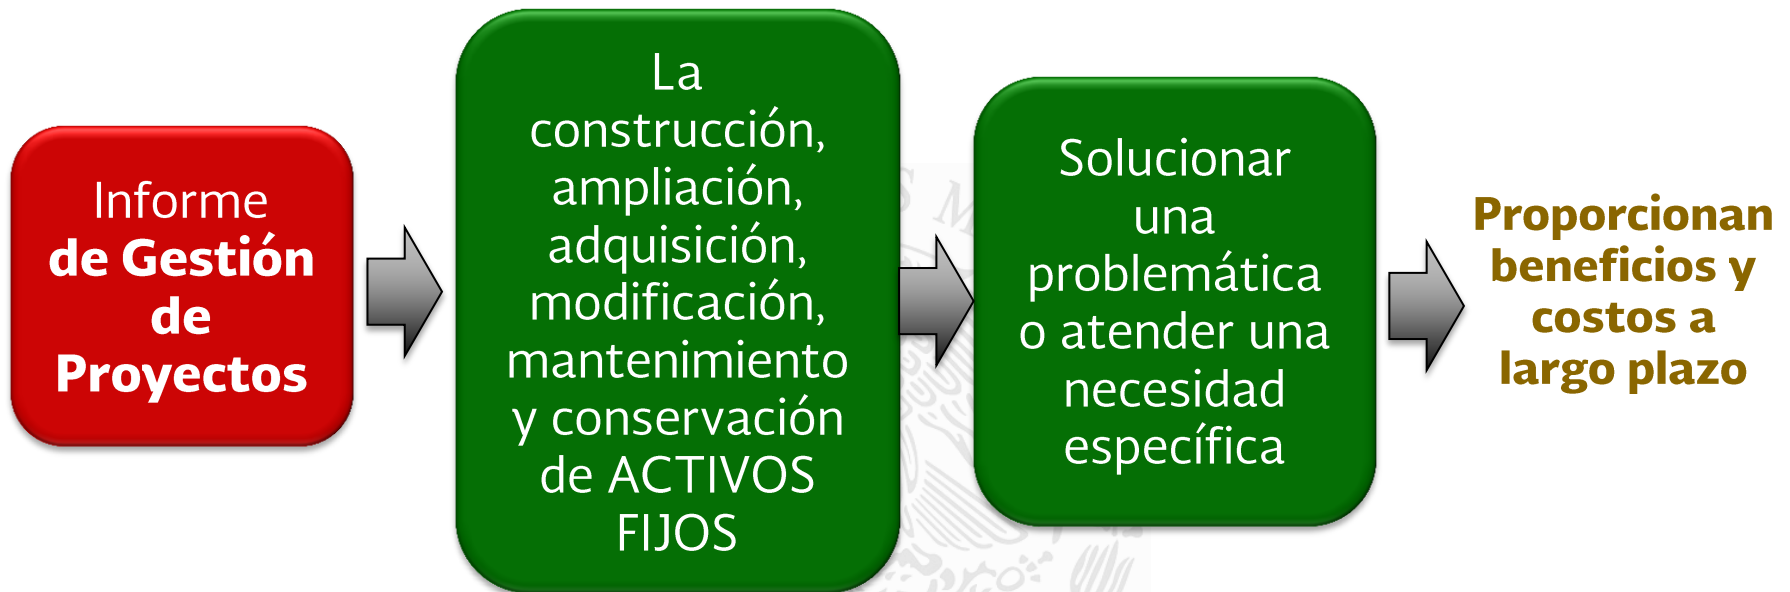 Informe
de Gestión
de
Proyectos
La
construcción,
ampliación,
adquisición,
modificación,
mantenimiento
y conservación
de ACTIVOS
FIJOS
Solucionar
una
problemática
o atender una
necesidad
específica
Proporcionan
beneficios y
costos a
largo plazo